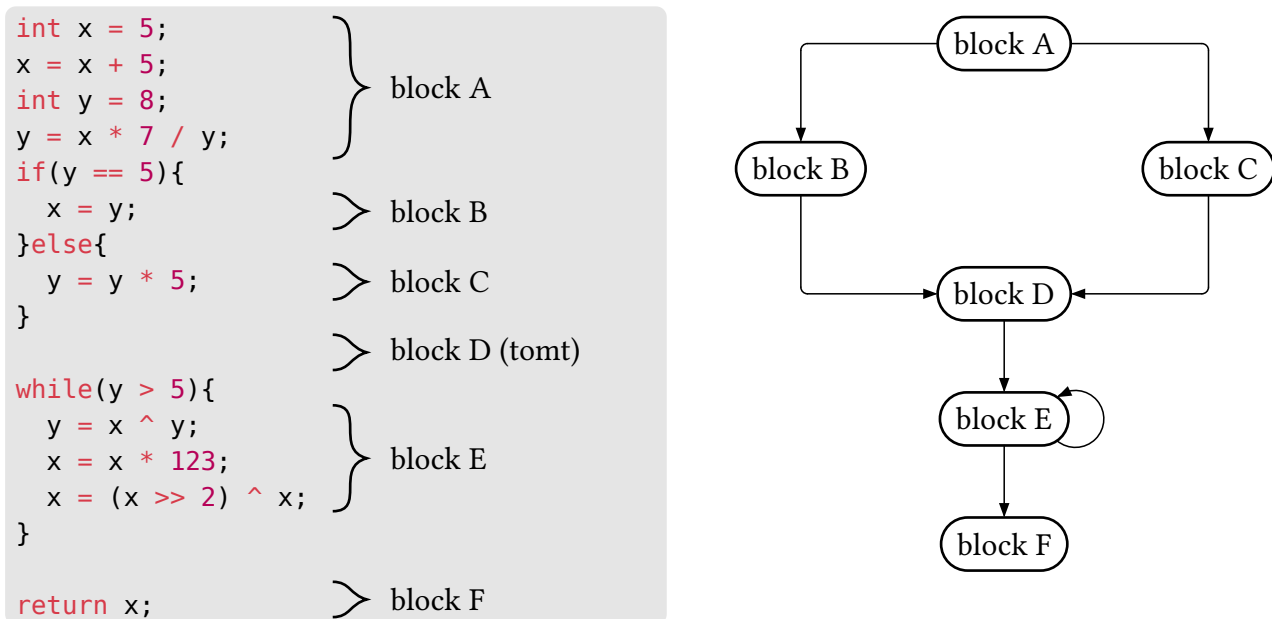 int x = 5;
x = x + 5;
int y = 8;
y = x * 7 / y;
block A
if(y == 5){
x = y;
block B
}else{
y = y * 5;
block C
}
block D (tomt)
while(y > 5){
y = x ^ y;
x = x * 123;
block E
x = (x >> 2) ^ x;
}
return x;
block F
block A
block B
block C
block D
block E
block F